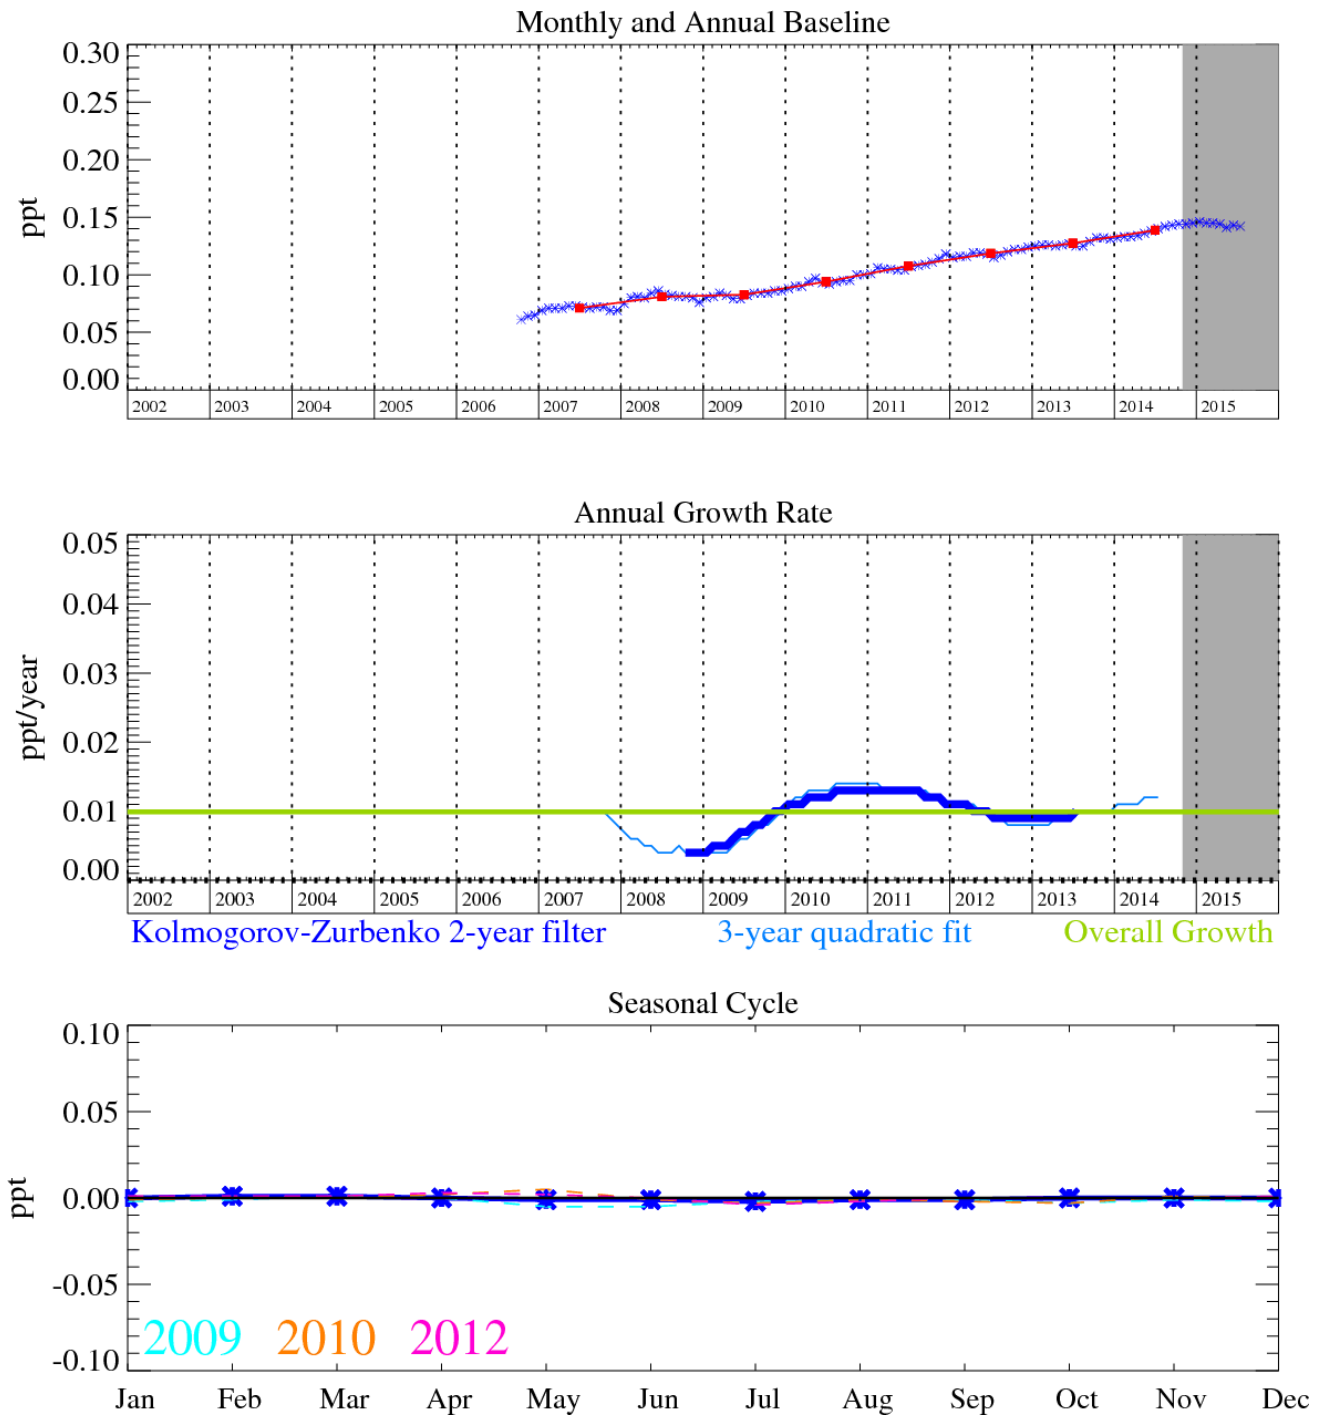 Monthly and Annual Baseline
0.30
0.25
0.20
0.15
0.10
0.05
0.00
ppt
2002 2003 2004 2005 2006 2007 2008 2009 2010 2011 2012 2013 2014 2015
Annual Growth Rate
0.05
0.04
0.03
0.02
0.01
0.00
ppt/year
2002 2003 2004 2005 2006 2007 2008 2009 2010 2011 2012 2013 2014 2015
Kolmogorov-Zurbenko 2-year filter 3-year quadratic fit Overall Growth
Seasonal Cycle
0.10
0.05
0.00
-0.05
-0.10
ppt
2009 2010 2012
Jan Feb Mar Apr May Jun Jul Aug Sep Oct Nov Dec